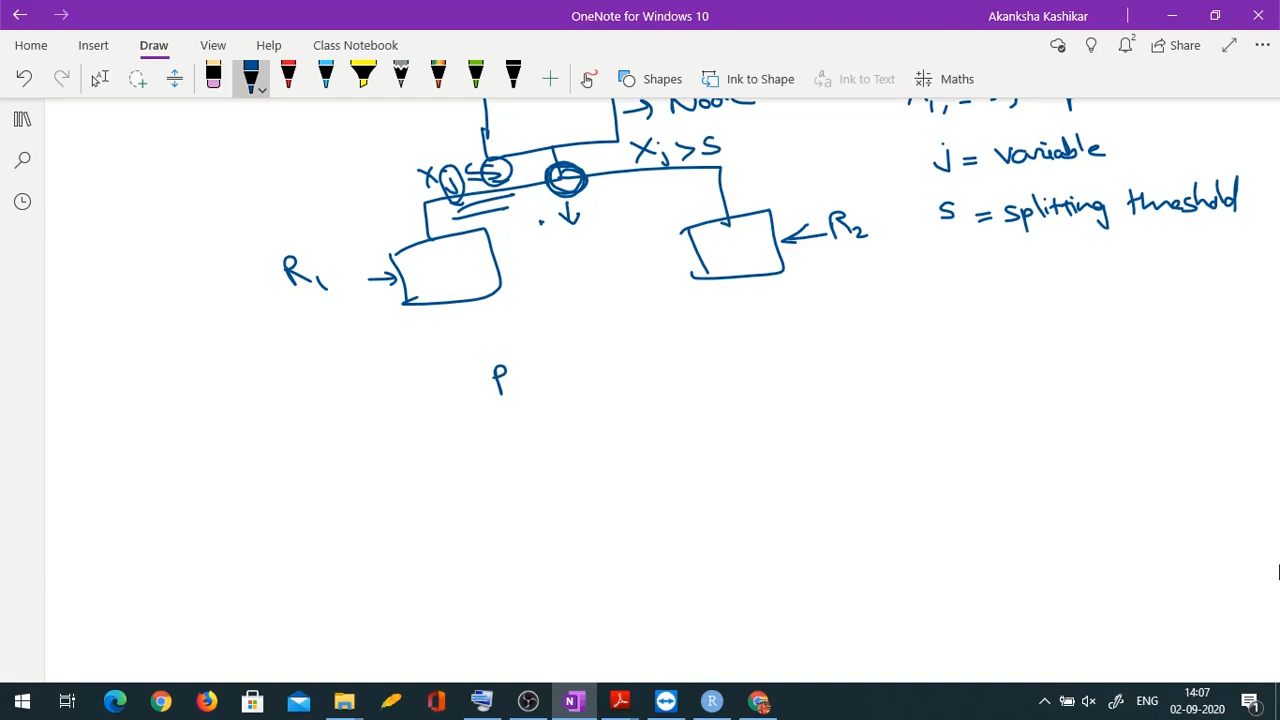 OneNote for Windows 10
Akanksha Kashikar
Home Insert Draw View Help Class Notebook
Share
Shapes
Ink to Shape
Ink to Text
Maths
→ Node
Xj > S
Xj ≤ S
j = variable
S = splitting threshold
R1 →
← R2
P
ENG
14:07
02-09-2020